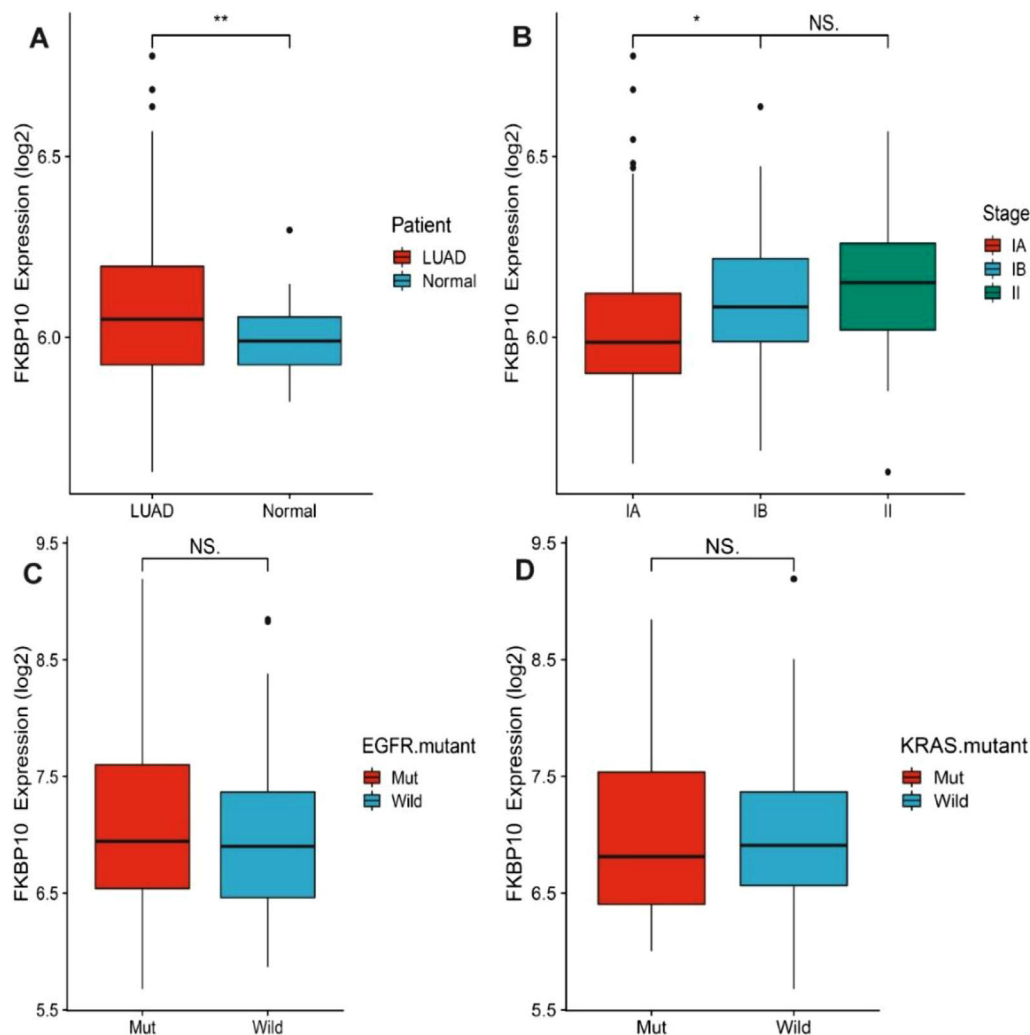 A
**
FKBP10 Expression (log2)
6.5
6.0
LUAD
Normal
Patient
LUAD
Normal
B
*
NS.
FKBP10 Expression (log2)
6.5
6.0
IA
IB
II
Stage
IA
IB
II
C
NS.
FKBP10 Expression (log2)
9.5
8.5
7.5
6.5
5.5
Mut
Wild
EGFR.mutant
Mut
Wild
D
NS.
FKBP10 Expression (log2)
9.5
8.5
7.5
6.5
5.5
Mut
Wild
KRAS.mutant
Mut
Wild